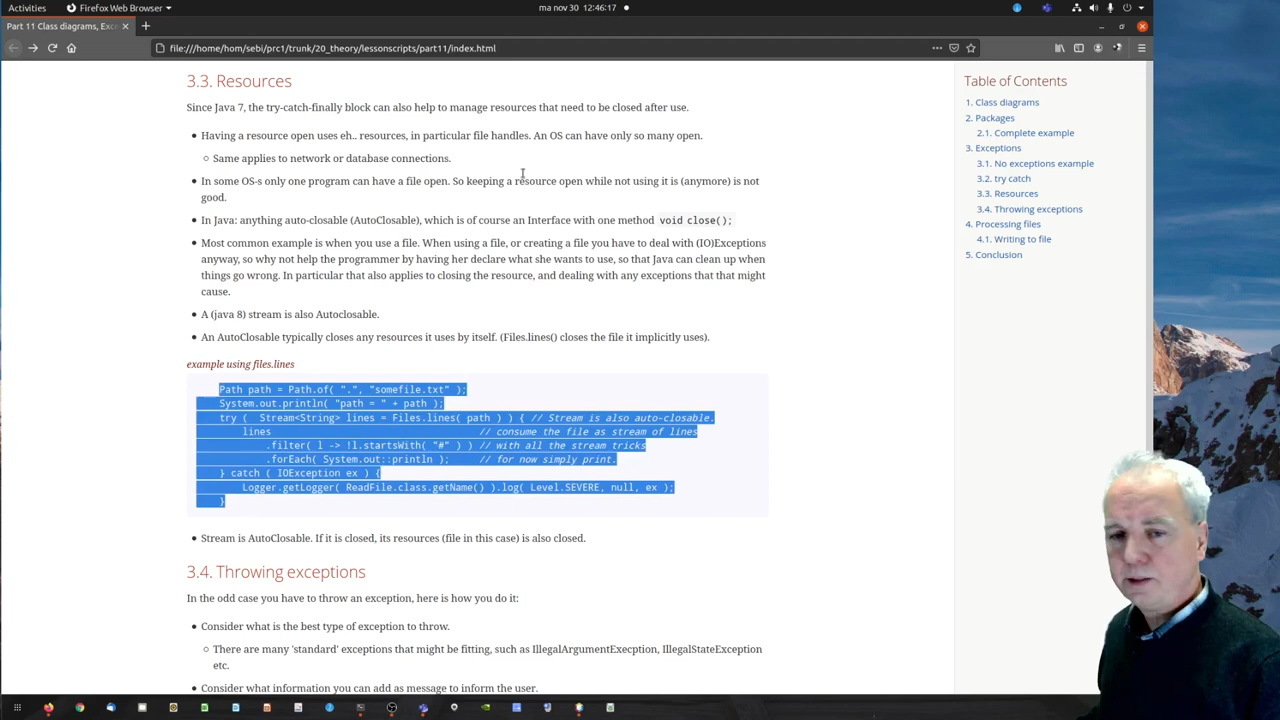 Activities
Firefox Web Browser
ma nov 30 12:46:17
Part 11 Class diagrams, Exc
file:///home/hom/sebi/prc1/trunk/20_theory/lessonscripts/part11/index.html
3.3. Resources
Since Java 7, the try-catch-finally block can also help to manage resources that need to be closed after use.
Having a resource open uses eh.. resources, in particular file handles. An OS can have only so many open.
Same applies to network or database connections.
In some OS-s only one program can have a file open. So keeping a resource open while not using it is (anymore) is not
good.
In Java: anything auto-closable (AutoClosable), which is of course an Interface with one method void close();
Most common example is when you use a file. When using a file, or creating a file you have to deal with (IO)Exceptions
anyway, so why not help the programmer by having her declare what she wants to use, so that Java can clean up when
things go wrong. In particular that also applies to closing the resource, and dealing with any exceptions that that might
cause.
A (java 8) stream is also Autoclosable.
An AutoClosable typically closes any resources it uses by itself. (Files.lines() closes the file it implicitly uses).
example using files.lines
Path path = Path.of( ".", "somefile.txt" );
System.out.println( "path = " + path );
try (  Stream<String> lines = Files.lines( path ) ) { // Stream is also auto-closable.
lines // consume the file as stream of lines
.filter( l -> !l.startsWith( "#" ) ) // with all the stream tricks
.forEach( System.out::println );   // for now simply print.
} catch ( IOException ex ) {
Logger.getLogger( ReadFile.class.getName() ).log( Level.SEVERE, null, ex );
}
Stream is AutoClosable. If it is closed, its resources (file in this case) is also closed.
3.4. Throwing exceptions
In the odd case you have to throw an exception, here is how you do it:
Consider what is the best type of exception to throw.
There are many 'standard' exceptions that might be fitting, such as IllegalArgumentExecption, IllegalStateException
etc.
Consider what information you can add as message to inform the user.
Table of Contents
1. Class diagrams
2. Packages
2.1. Complete example
3. Exceptions
3.1. No exceptions example
3.2. try catch
3.3. Resources
3.4. Throwing exceptions
4. Processing files
4.1. Writing to file
5. Conclusion